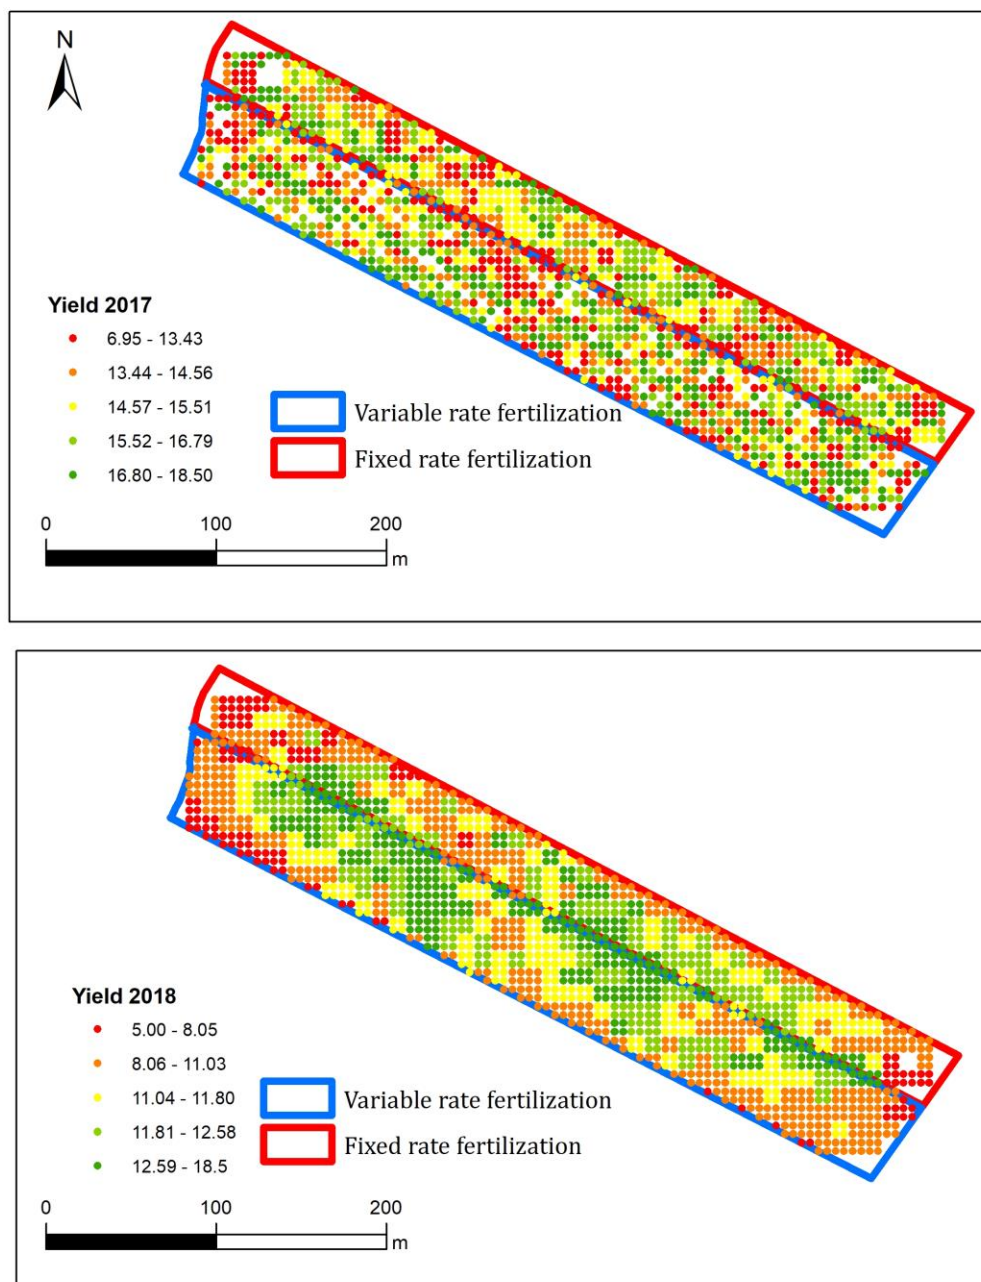 N
Yield 2017
6.95 - 13.43
13.44 - 14.56
14.57 - 15.51
15.52 - 16.79
16.80 - 18.50
Variable rate fertilization
Fixed rate fertilization
0 100 200
m
Yield 2018
5.00 - 8.05
8.06 - 11.03
11.04 - 11.80
11.81 - 12.58
12.59 - 18.5
Variable rate fertilization
Fixed rate fertilization
0 100 200
m